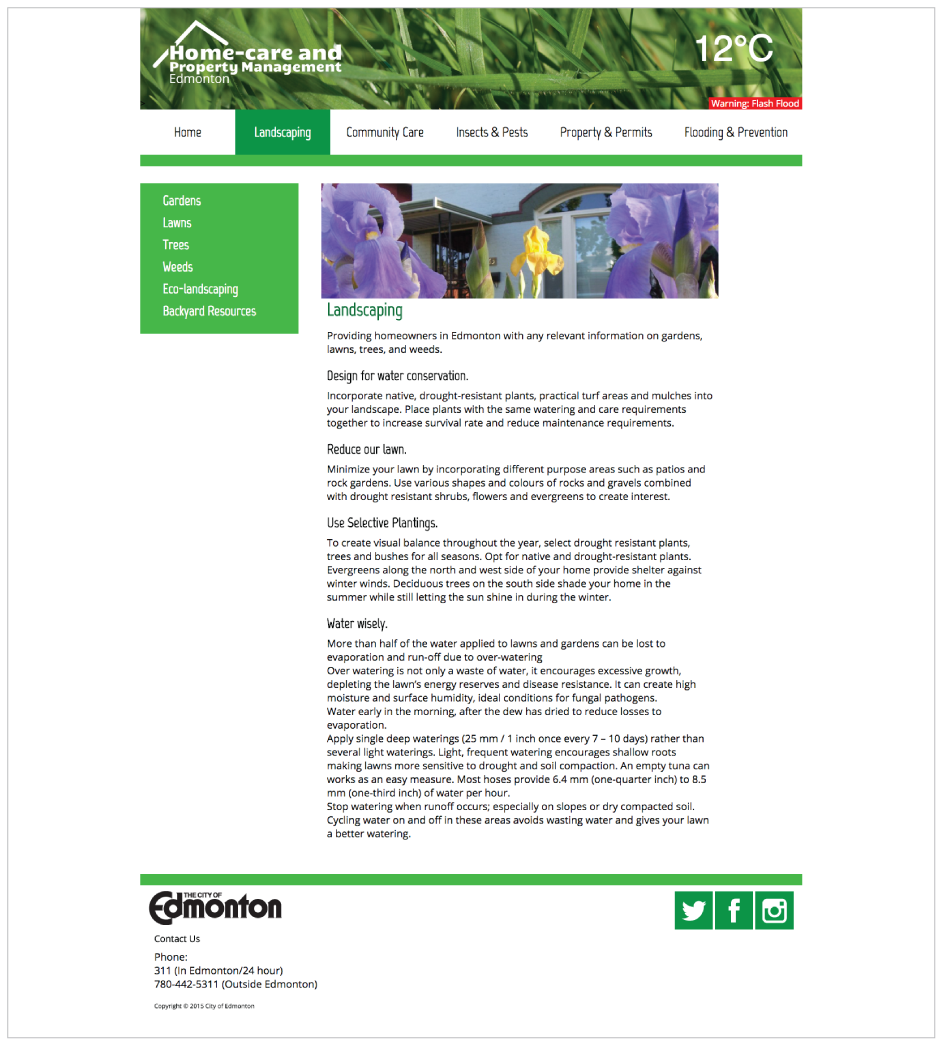 Home-care and
Property Management
Edmonton
12°C
Warning: Flash Flood
Home
Landscaping
Community Care
Insects & Pests
Property & Permits
Flooding & Prevention
Gardens
Lawns
Trees
Weeds
Eco-landscaping
Backyard Resources
Landscaping
Providing homeowners in Edmonton with any relevant information on gardens,
lawns, trees, and weeds.
Design for water conservation.
Incorporate native, drought-resistant plants, practical turf areas and mulches into
your landscape. Place plants with the same watering and care requirements
together to increase survival rate and reduce maintenance requirements.
Reduce our lawn.
Minimize your lawn by incorporating different purpose areas such as patios and
rock gardens. Use various shapes and colours of rocks and gravels combined
with drought resistant shrubs, flowers and evergreens to create interest.
Use Selective Plantings.
To create visual balance throughout the year, select drought resistant plants,
trees and bushes for all seasons. Opt for native and drought-resistant plants.
Evergreens along the north and west side of your home provide shelter against
winter winds. Deciduous trees on the south side shade your home in the
summer while still letting the sun shine in during the winter.
Water wisely.
More than half of the water applied to lawns and gardens can be lost to
evaporation and run-off due to over-watering
Over watering is not only a waste of water, it encourages excessive growth,
depleting the lawn's energy reserves and disease resistance. It can create high
moisture and surface humidity, ideal conditions for fungal pathogens.
Water early in the morning, after the dew has dried to reduce losses to
evaporation.
Apply single deep waterings (25 mm / 1 inch once every 7 – 10 days) rather than
several light waterings. Light, frequent watering encourages shallow roots
making lawns more sensitive to drought and soil compaction. An empty tuna can
works as an easy measure. Most hoses provide 6.4 mm (one-quarter inch) to 8.5
mm (one-third inch) of water per hour.
Stop watering when runoff occurs; especially on slopes or dry compacted soil.
Cycling water on and off in these areas avoids wasting water and gives your lawn
a better watering.
THE CITY OF
Edmonton
Contact Us
Phone:
311 (In Edmonton/24 hour)
780-442-5311 (Outside Edmonton)
Copyright © 2015 City of Edmonton